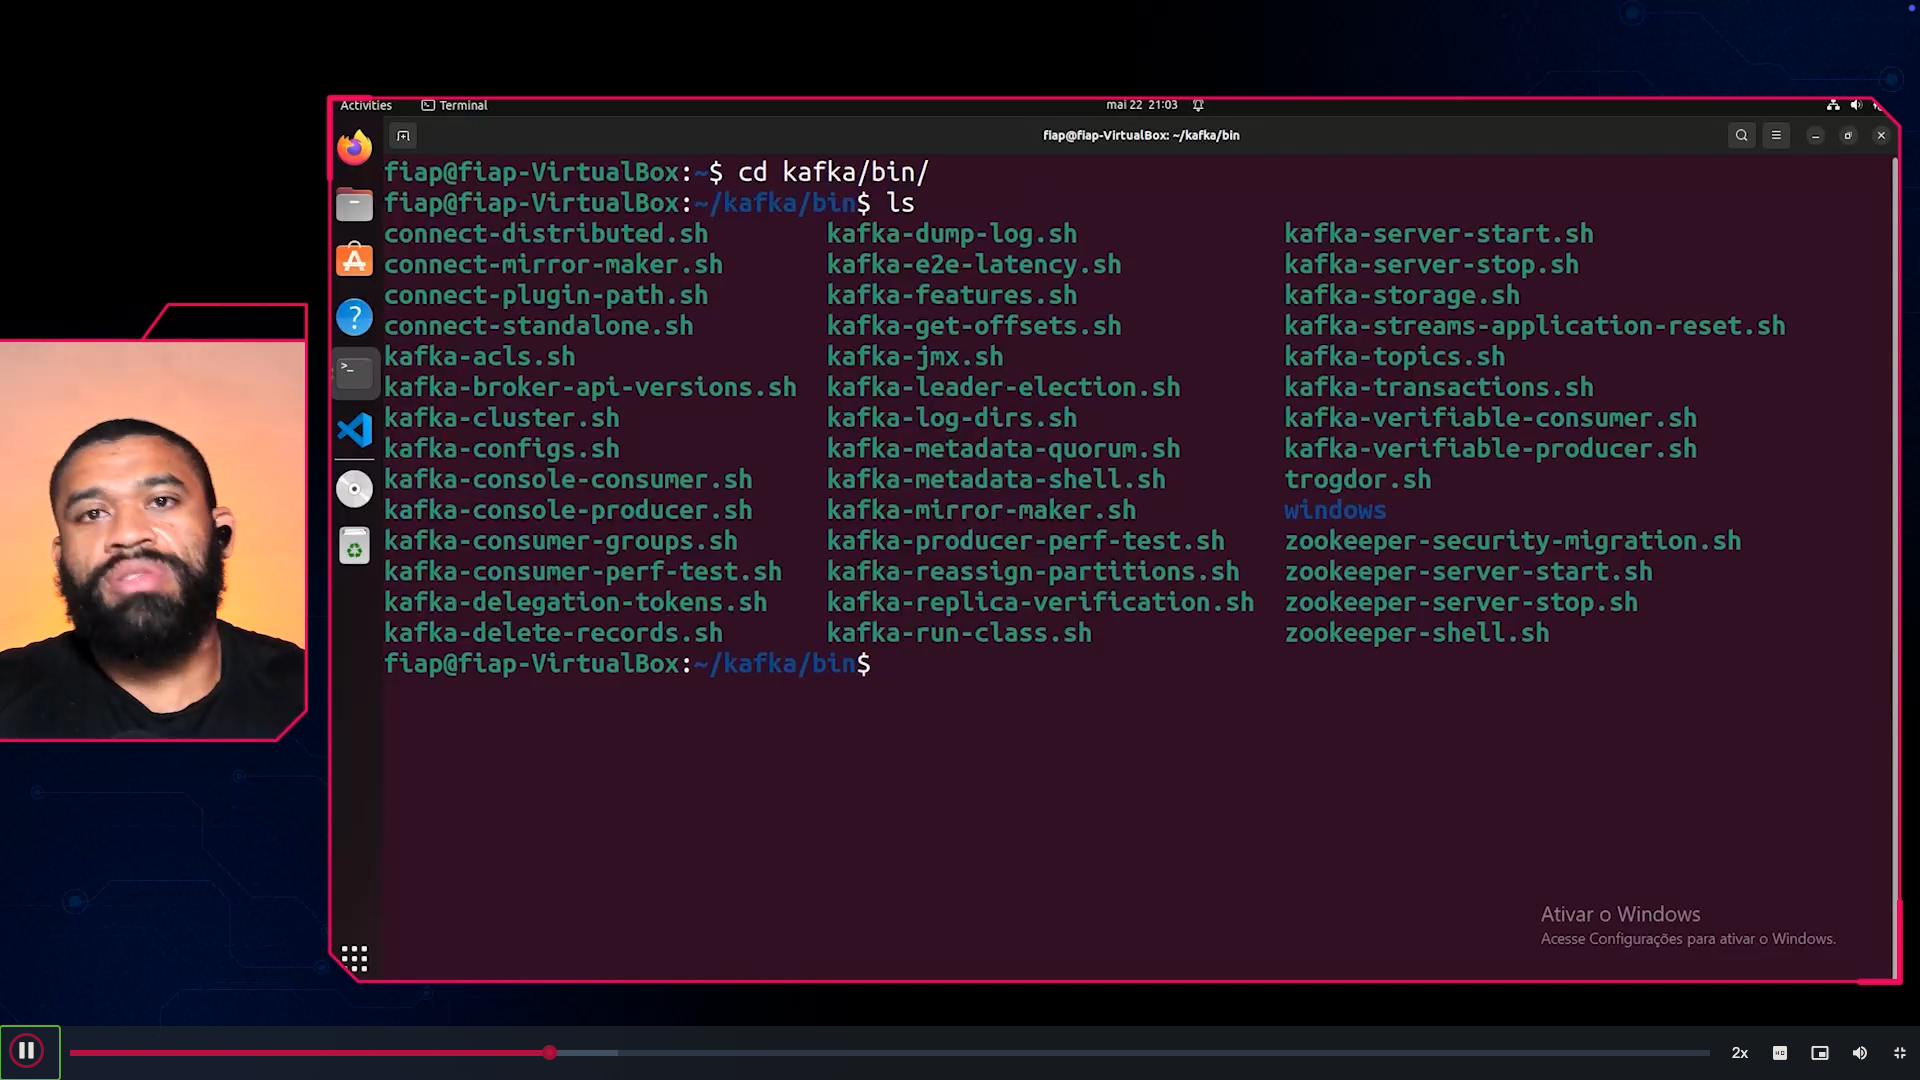 Activities Terminal mai 22 21:03
fiap@fiap-VirtualBox: ~/kafka/bin
fiap@fiap-VirtualBox:~$ cd kafka/bin/
fiap@fiap-VirtualBox:~/kafka/bin$ ls
connect-distributed.sh kafka-dump-log.sh kafka-server-start.sh
connect-mirror-maker.sh kafka-e2e-latency.sh kafka-server-stop.sh
connect-plugin-path.sh kafka-features.sh kafka-storage.sh
connect-standalone.sh kafka-get-offsets.sh kafka-streams-application-reset.sh
kafka-acls.sh kafka-jmx.sh kafka-topics.sh
kafka-broker-api-versions.sh kafka-leader-election.sh kafka-transactions.sh
kafka-cluster.sh kafka-log-dirs.sh kafka-verifiable-consumer.sh
kafka-configs.sh kafka-metadata-quorum.sh kafka-verifiable-producer.sh
kafka-console-consumer.sh kafka-metadata-shell.sh trogdor.sh
kafka-console-producer.sh kafka-mirror-maker.sh windows
kafka-consumer-groups.sh kafka-producer-perf-test.sh zookeeper-security-migration.sh
kafka-consumer-perf-test.sh kafka-reassign-partitions.sh zookeeper-server-start.sh
kafka-delegation-tokens.sh kafka-replica-verification.sh zookeeper-server-stop.sh
kafka-delete-records.sh kafka-run-class.sh zookeeper-shell.sh
fiap@fiap-VirtualBox:~/kafka/bin$
Ativar o Windows
Acesse Configurações para ativar o Windows.
2x HD